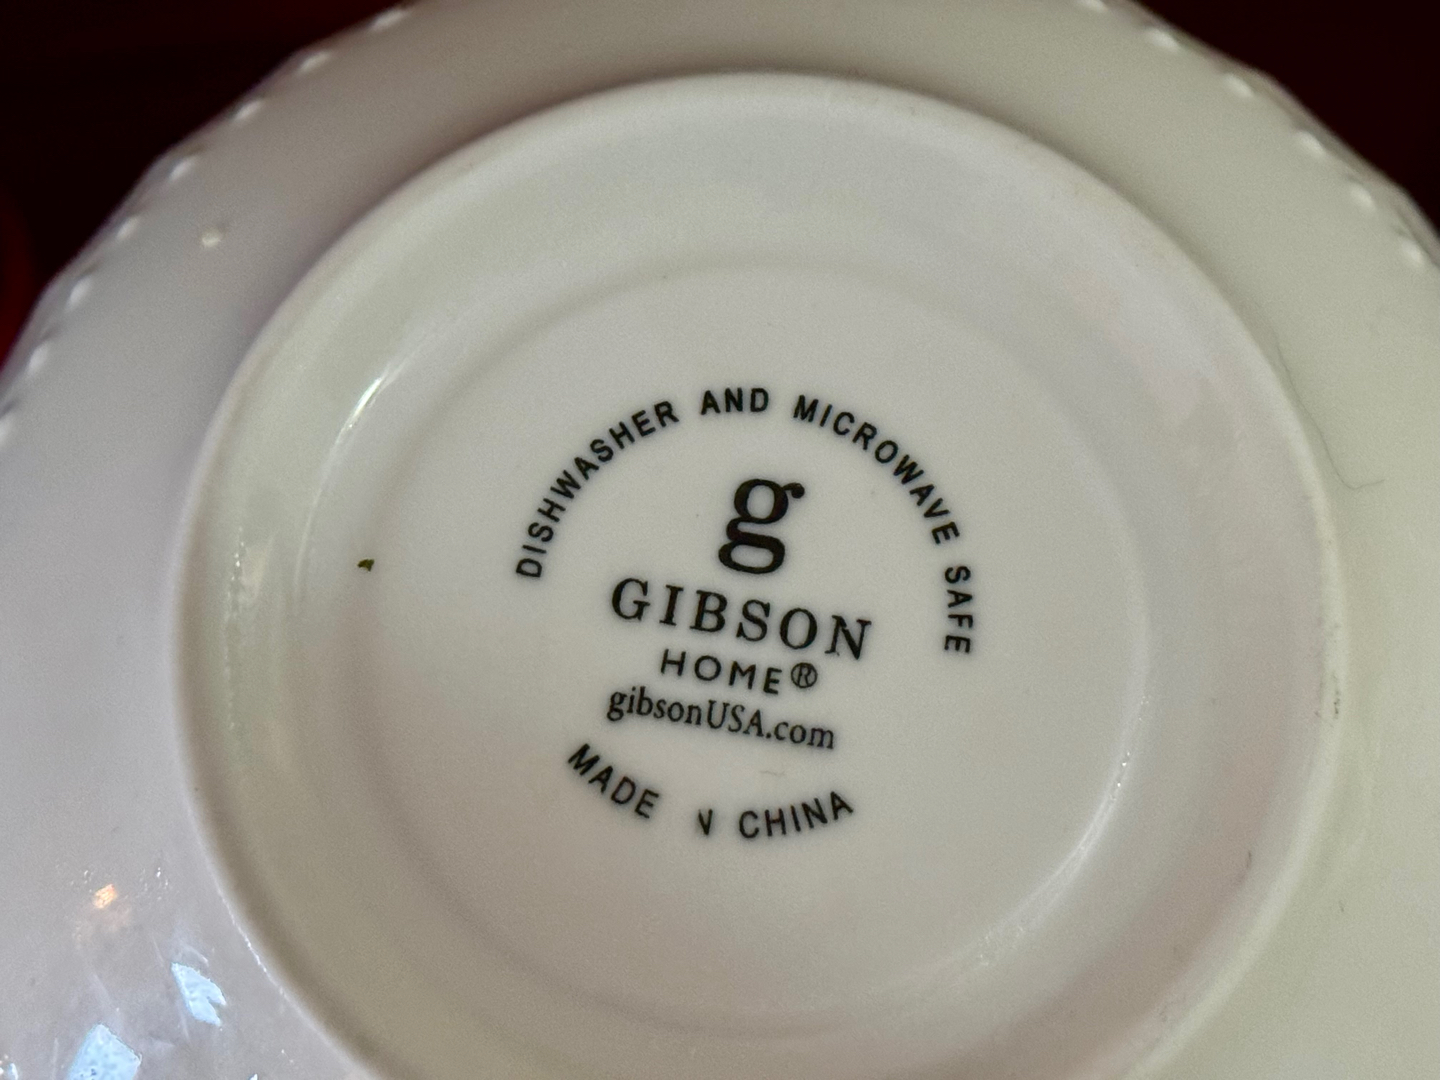 DISHWASHER AND MICROWAVE SAFE
g
GIBSON
HOME®
gibsonUSA.com
MADE N CHINA